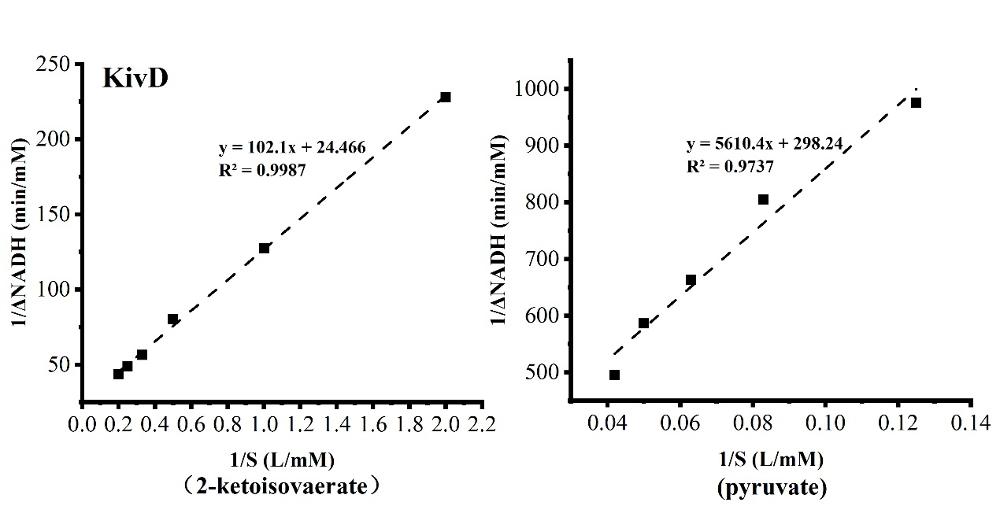 KivD
250
200
150
100
50
1/ΔNADH (min/mM)
y = 102.1x + 24.466
R² = 0.9987
0.0 0.2 0.4 0.6 0.8 1.0 1.2 1.4 1.6 1.8 2.0 2.2
1/S (L/mM)
（2-ketoisovaerate）
1000
900
800
700
600
500
1/ΔNADH (min/mM)
y = 5610.4x + 298.24
R² = 0.9737
0.04 0.06 0.08 0.10 0.12 0.14
1/S (L/mM)
(pyruvate)